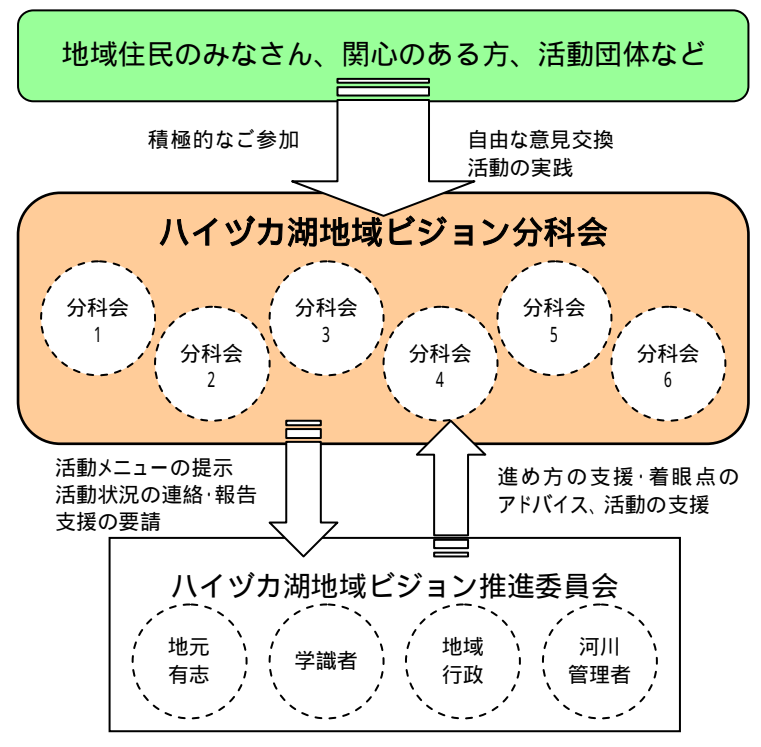 地域住民のみなさん、関心のある方、活動団体など
積極的なご参加
自由な意見交換
活動の実践
ハイヅカ湖地域ビジョン分科会
分科会
1
分科会
2
分科会
3
分科会
4
分科会
5
分科会
6
活動メニューの提示
活動状況の連絡・報告
支援の要請
進め方の支援・着眼点の
アドバイス、活動の支援
ハイヅカ湖地域ビジョン推進委員会
地元
有志
学識者
地域
行政
河川
管理者